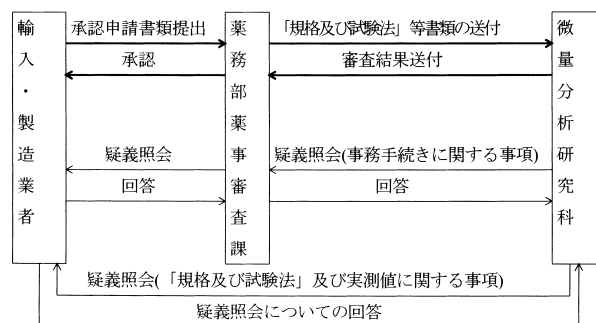 輸入・製造業者
承認申請書類提出
承認
疑義照会
回答
薬務部薬事審査課
「規格及び試験法」等書類の送付
審査結果送付
疑義照会(事務手続きに関する事項)
回答
微量分析研究科
疑義照会(「規格及び試験法」及び実測値に関する事項)
疑義照会についての回答